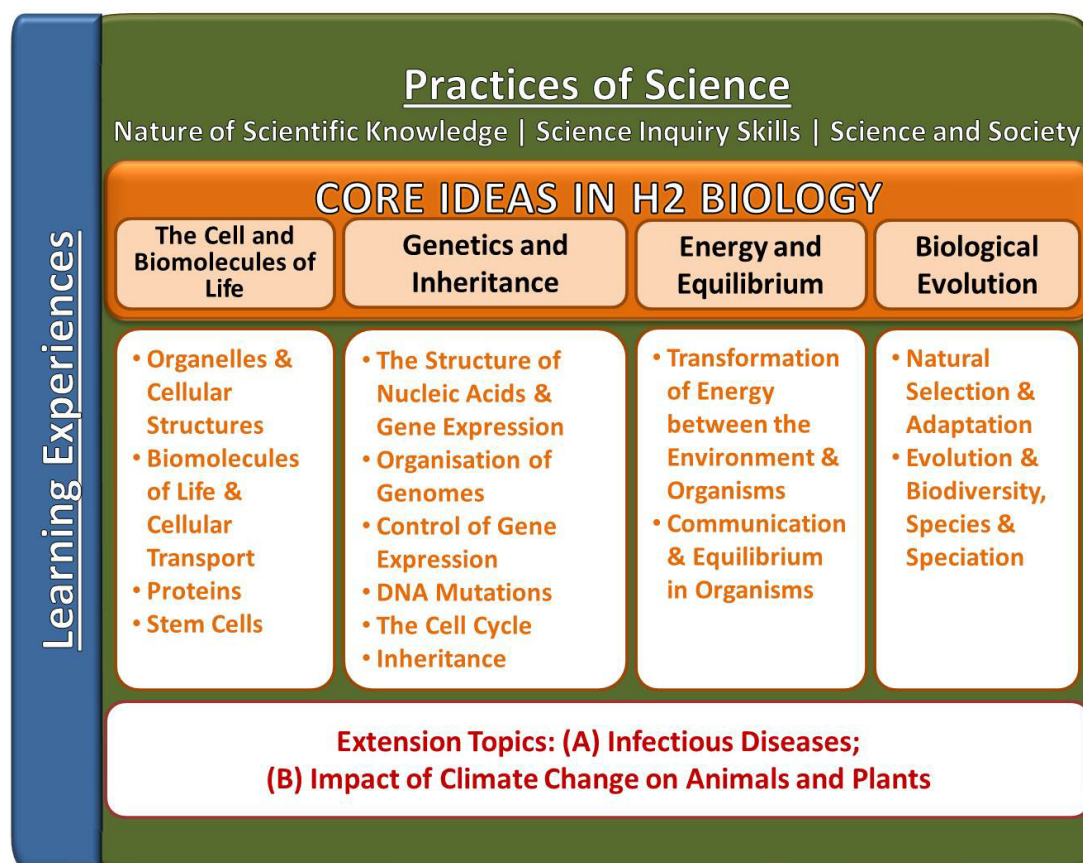 Learning Experiences
Practices of Science
Nature of Scientific Knowledge | Science Inquiry Skills | Science and Society
CORE IDEAS IN H2 BIOLOGY
The Cell and
Biomolecules of
Life
Genetics and
Inheritance
Energy and
Equilibrium
Biological
Evolution
• Organelles &
Cellular
Structures
• Biomolecules
of Life &
Cellular
Transport
• Proteins
• Stem Cells
• The Structure of
Nucleic Acids &
Gene Expression
• Organisation of
Genomes
• Control of Gene
Expression
• DNA Mutations
• The Cell Cycle
• Inheritance
• Transformation
of Energy
between the
Environment &
Organisms
• Communication
& Equilibrium
in Organisms
• Natural
Selection &
Adaptation
• Evolution &
Biodiversity,
Species &
Speciation
Extension Topics: (A) Infectious Diseases;
(B) Impact of Climate Change on Animals and Plants